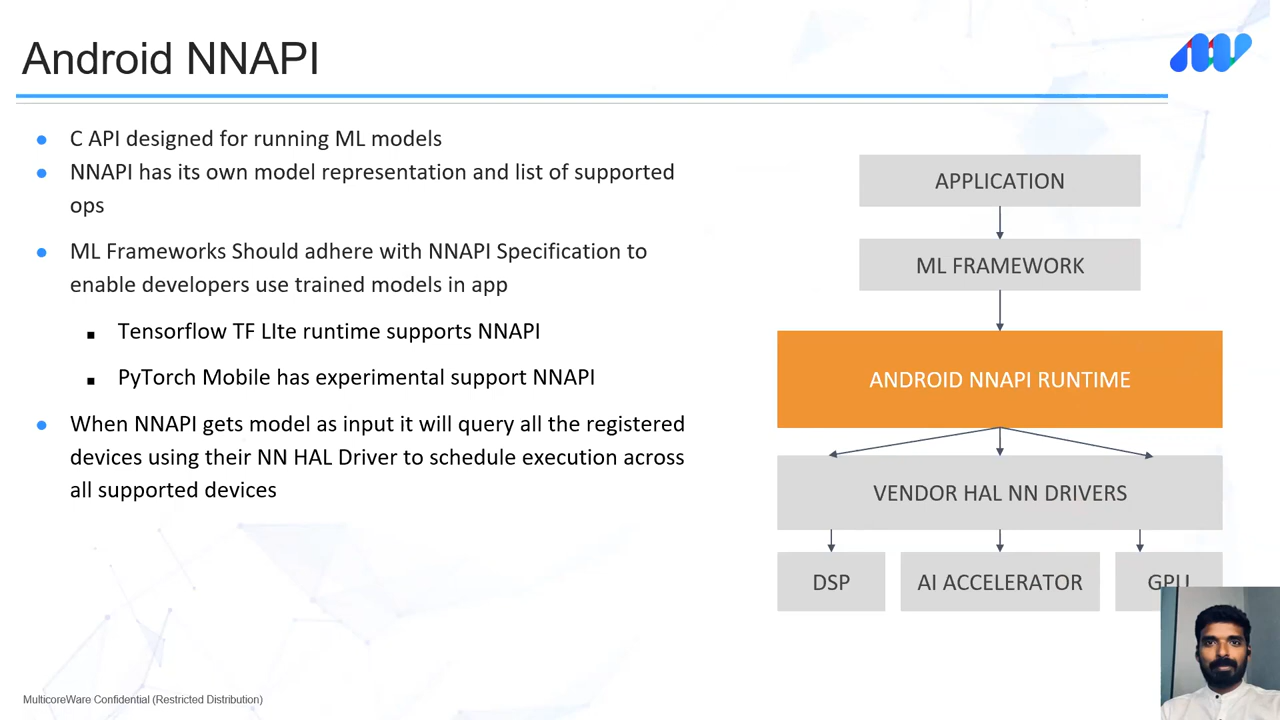 Android NNAPI
C API designed for running ML models
NNAPI has its own model representation and list of supported
ops
ML Frameworks Should adhere with NNAPI Specification to
enable developers use trained models in app
Tensorflow TF LIte runtime supports NNAPI
PyTorch Mobile has experimental support NNAPI
When NNAPI gets model as input it will query all the registered
devices using their NN HAL Driver to schedule execution across
all supported devices
APPLICATION
ML FRAMEWORK
ANDROID NNAPI RUNTIME
VENDOR HAL NN DRIVERS
DSP
AI ACCELERATOR
GPU
MulticoreWare Confidential (Restricted Distribution)